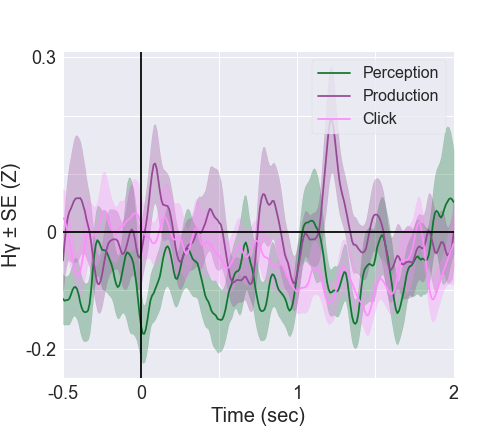 0.3
Perception
Production
Click
0
-0.2
Hγ ± SE (Z)
-0.5 0 1 2
Time (sec)